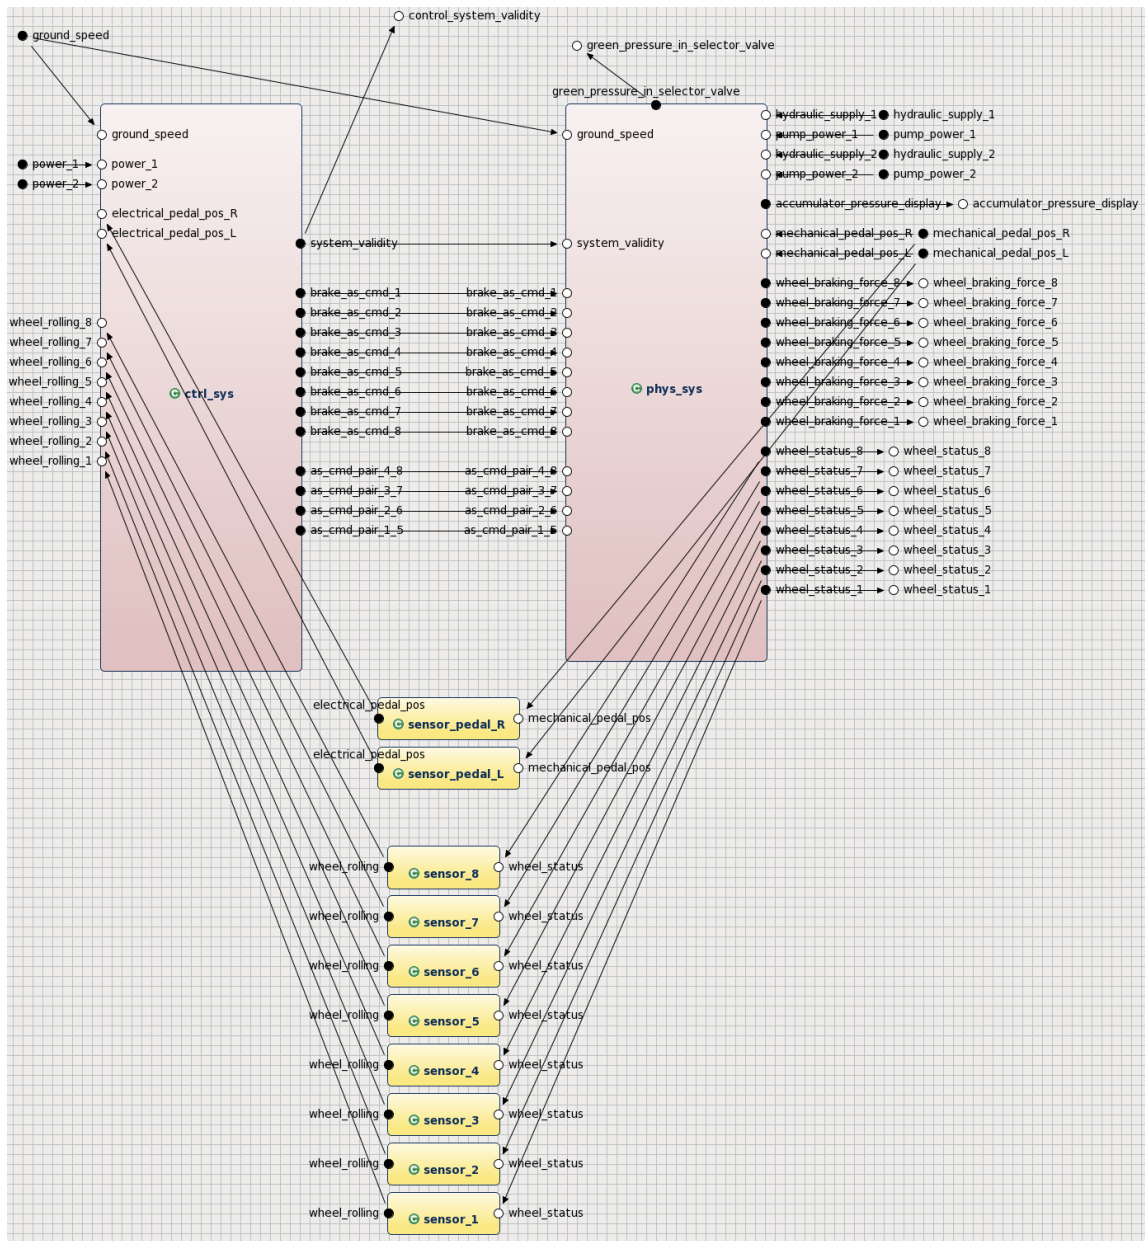 control_system_validity
ground_speed
green_pressure_in_selector_valve
green_pressure_in_selector_valve
ground_speed
power_1 power_1
power_2 power_2
electrical_pedal_pos_R
electrical_pedal_pos_L
system_validity
wheel_rolling_8
wheel_rolling_7
wheel_rolling_6
wheel_rolling_5
wheel_rolling_4
wheel_rolling_3
wheel_rolling_2
wheel_rolling_1
ctrl_sys
brake_as_cmd_1 brake_as_cmd_1
brake_as_cmd_2 brake_as_cmd_2
brake_as_cmd_3 brake_as_cmd_3
brake_as_cmd_4 brake_as_cmd_4
brake_as_cmd_5 brake_as_cmd_5
brake_as_cmd_6 brake_as_cmd_6
brake_as_cmd_7 brake_as_cmd_7
brake_as_cmd_8 brake_as_cmd_8
as_cmd_pair_4_8 as_cmd_pair_4_8
as_cmd_pair_3_7 as_cmd_pair_3_7
as_cmd_pair_2_6 as_cmd_pair_2_6
as_cmd_pair_1_5 as_cmd_pair_1_5
ground_speed
system_validity
phys_sys
hydraulic_supply_1 hydraulic_supply_1
pump_power_1 pump_power_1
hydraulic_supply_2 hydraulic_supply_2
pump_power_2 pump_power_2
accumulator_pressure_display accumulator_pressure_display
mechanical_pedal_pos_R mechanical_pedal_pos_R
mechanical_pedal_pos_L mechanical_pedal_pos_L
wheel_braking_force_8 wheel_braking_force_8
wheel_braking_force_7 wheel_braking_force_7
wheel_braking_force_6 wheel_braking_force_6
wheel_braking_force_5 wheel_braking_force_5
wheel_braking_force_4 wheel_braking_force_4
wheel_braking_force_3 wheel_braking_force_3
wheel_braking_force_2 wheel_braking_force_2
wheel_braking_force_1 wheel_braking_force_1
wheel_status_8 wheel_status_8
wheel_status_7 wheel_status_7
wheel_status_6 wheel_status_6
wheel_status_5 wheel_status_5
wheel_status_4 wheel_status_4
wheel_status_3 wheel_status_3
wheel_status_2 wheel_status_2
wheel_status_1 wheel_status_1
electrical_pedal_pos
sensor_pedal_R mechanical_pedal_pos
electrical_pedal_pos
sensor_pedal_L mechanical_pedal_pos
wheel_rolling sensor_8 wheel_status
wheel_rolling sensor_7 wheel_status
wheel_rolling sensor_6 wheel_status
wheel_rolling sensor_5 wheel_status
wheel_rolling sensor_4 wheel_status
wheel_rolling sensor_3 wheel_status
wheel_rolling sensor_2 wheel_status
wheel_rolling sensor_1 wheel_status